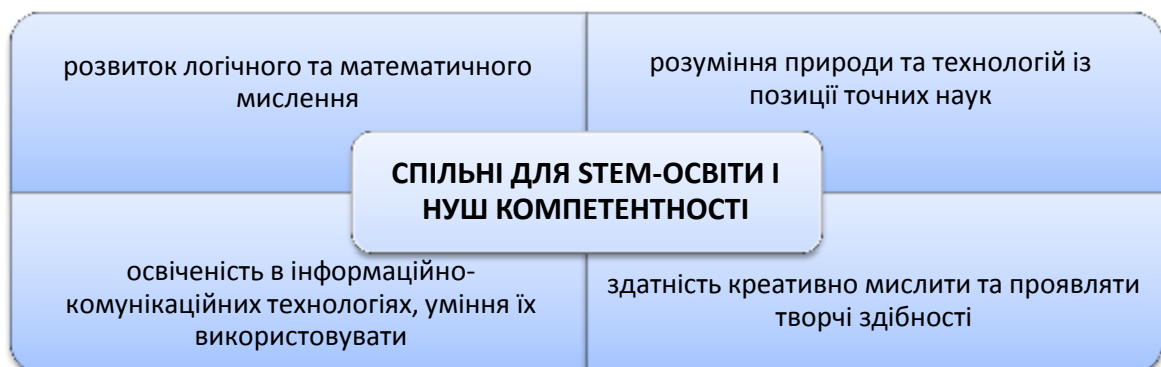 розвиток логічного та математичного
мислення
розуміння природи та технологій із
позиції точних наук
СПІЛЬНІ ДЛЯ STEM-ОСВІТИ І
НУШ КОМПЕТЕНТНОСТІ
освіченість в інформаційно-
комунікаційних технологіях, уміння їх
використовувати
здатність креативно мислити та проявляти
творчі здібності